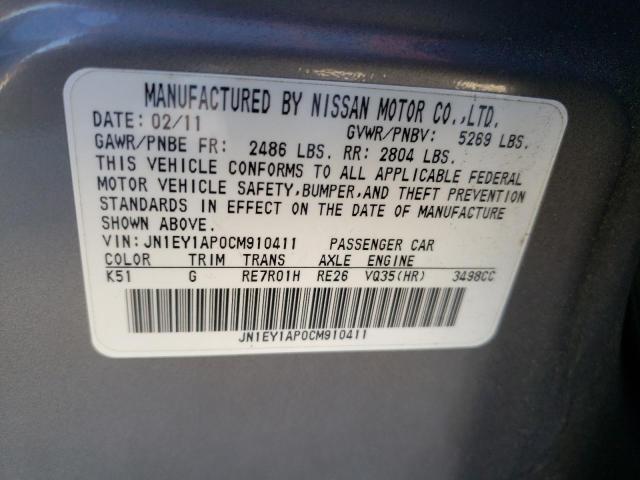 MANUFACTURED BY NISSAN MOTOR CO.,LTD.
DATE: 02/11 GVWR/PNBV: 5269 LBS.
GAWR/PNBE FR: 2486 LBS. RR: 2804 LBS.
THIS VEHICLE CONFORMS TO ALL APPLICABLE FEDERAL
MOTOR VEHICLE SAFETY,BUMPER,AND THEFT PREVENTION
STANDARDS IN EFFECT ON THE DATE OF MANUFACTURE
SHOWN ABOVE.
VIN:JN1EY1AP0CM910411 PASSENGER CAR
COLOR TRIM TRANS AXLE ENGINE
K51 G RE7R01H RE26 VQ35(HR) 3498CC
JN1EY1AP0CM910411